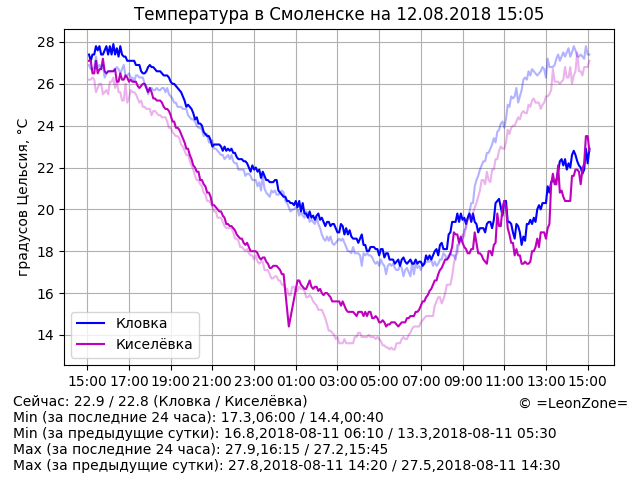 Температура в Смоленске на 12.08.2018 15:05
градусов Цельсия, °C
28
26
24
22
20
18
16
14
Кловка
Киселёвка
15:00 17:00 19:00 21:00 23:00 01:00 03:00 05:00 07:00 09:00 11:00 13:00 15:00
Сейчас: 22.9 / 22.8 (Кловка / Киселёвка)
© =LeonZone=
Min (за последние 24 часа): 17.3,06:00 / 14.4,00:40
Min (за предыдущие сутки): 16.8,2018-08-11 06:10 / 13.3,2018-08-11 05:30
Max (за последние 24 часа): 27.9,16:15 / 27.2,15:45
Max (за предыдущие сутки): 27.8,2018-08-11 14:20 / 27.5,2018-08-11 14:30